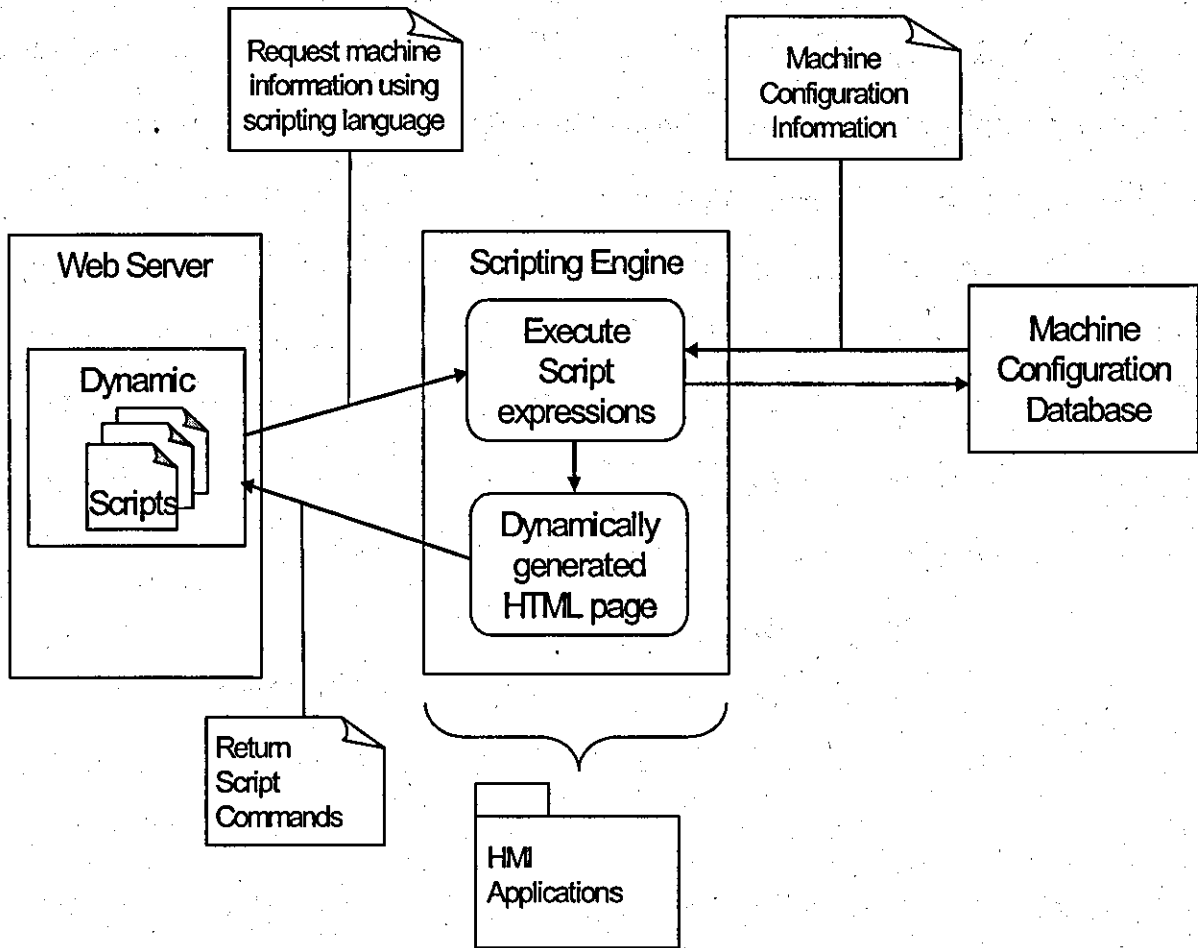 Request machine
information using
scripting language
Machine
Configuration
Information
Web Server
Scripting Engine
Dynamic
Scripts
Execute
Script
expressions
Machine
Configuration
Database
Dynamically
generated
HTML page
Return
Script
Commands
HMI
Applications